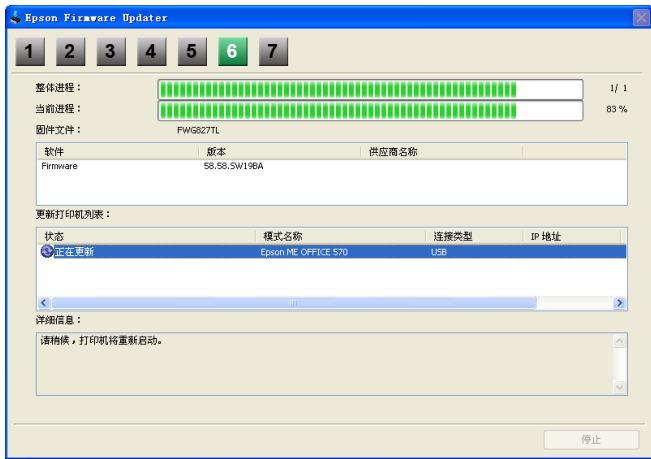 Epson Firmware Updater
1 2 3 4 5 6 7
整体进程： 1/ 1
当前进程： 83 %
固件文件： FWG827TL
软件 版本 供应商名称
Firmware 58.58.SW19BA
更新打印机列表：
状态 模式名称 连接类型 IP 地址
正在更新 Epson ME OFFICE 570 USB
详细信息：
请稍候，打印机将重新启动。
停止